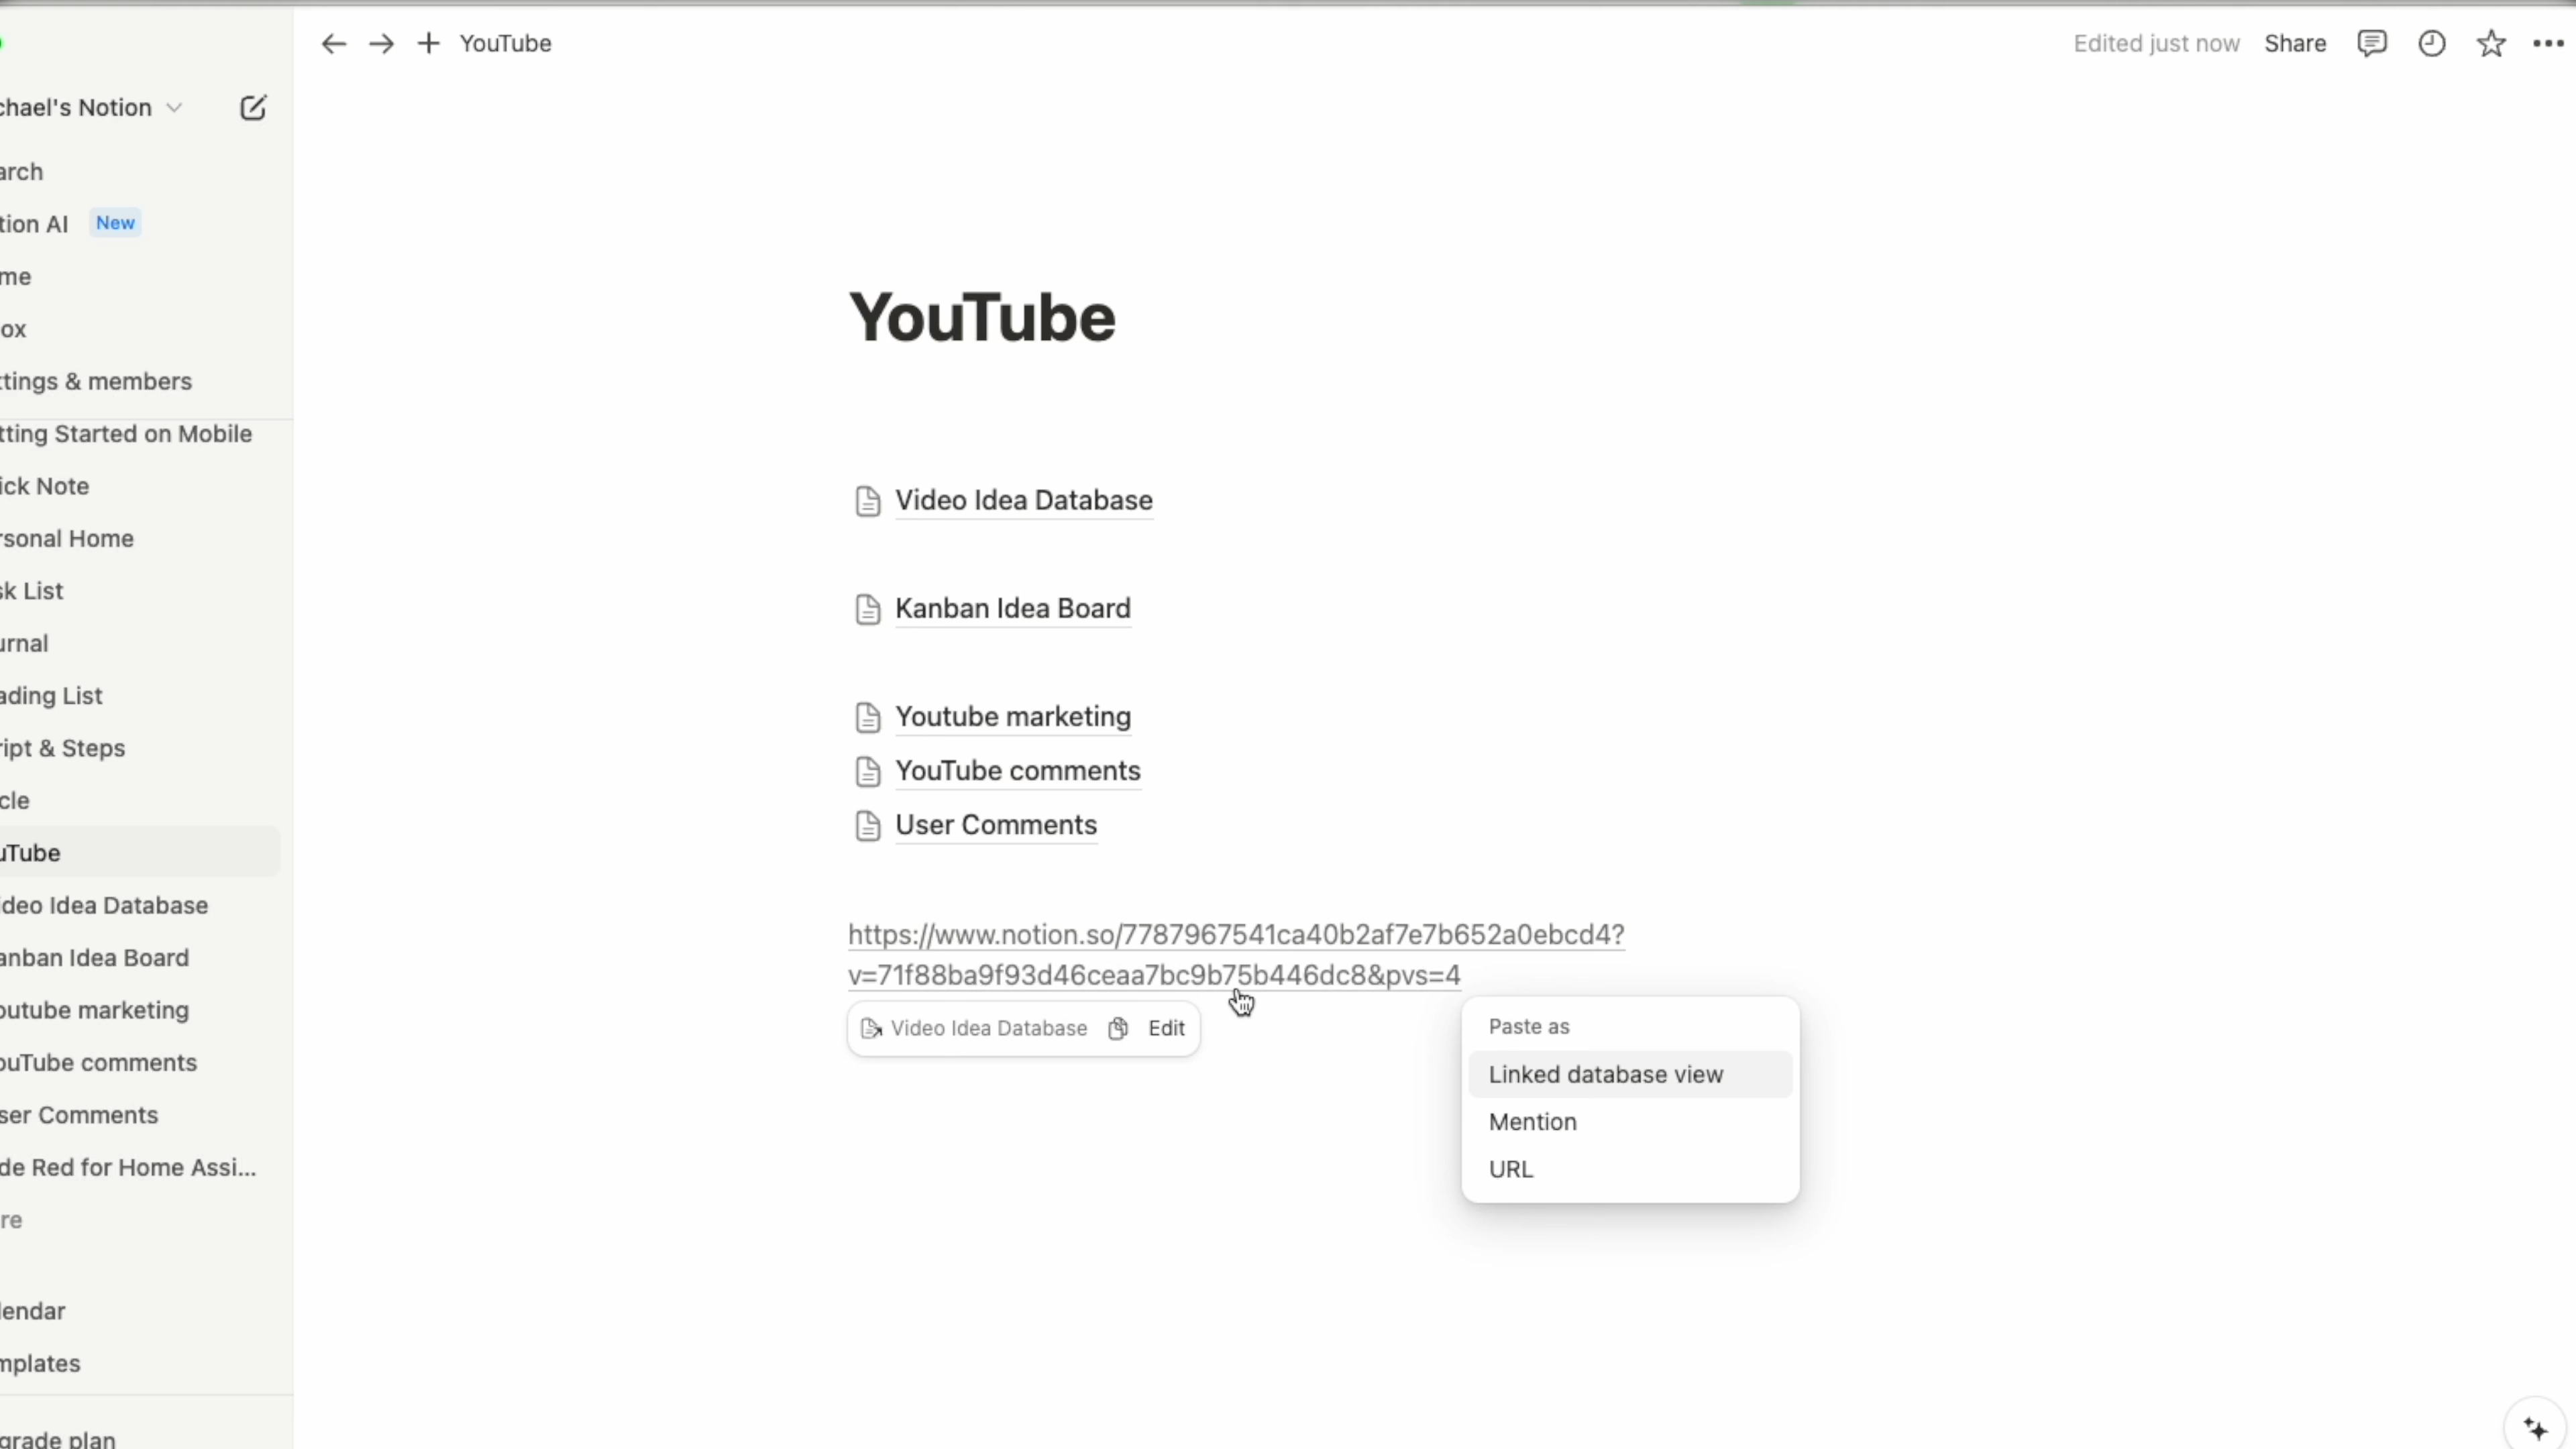 YouTube
Edited just now Share
chael's Notion
arch
tion AI New
me
ox
ttings & members
tting Started on Mobile
ick Note
rsonal Home
sk List
urnal
ading List
ript & Steps
cle
uTube
ideo Idea Database
anban Idea Board
outube marketing
ouTube comments
ser Comments
de Red for Home Assi...
re
lendar
mplates
grade plan
YouTube
Video Idea Database
Kanban Idea Board
Youtube marketing
YouTube comments
User Comments
https://www.notion.so/7787967541ca40b2af7e7b652a0ebcd4?
v=71f88ba9f93d46ceaa7bc9b75b446dc8&pvs=4
Video Idea Database Edit
Paste as
Linked database view
Mention
URL